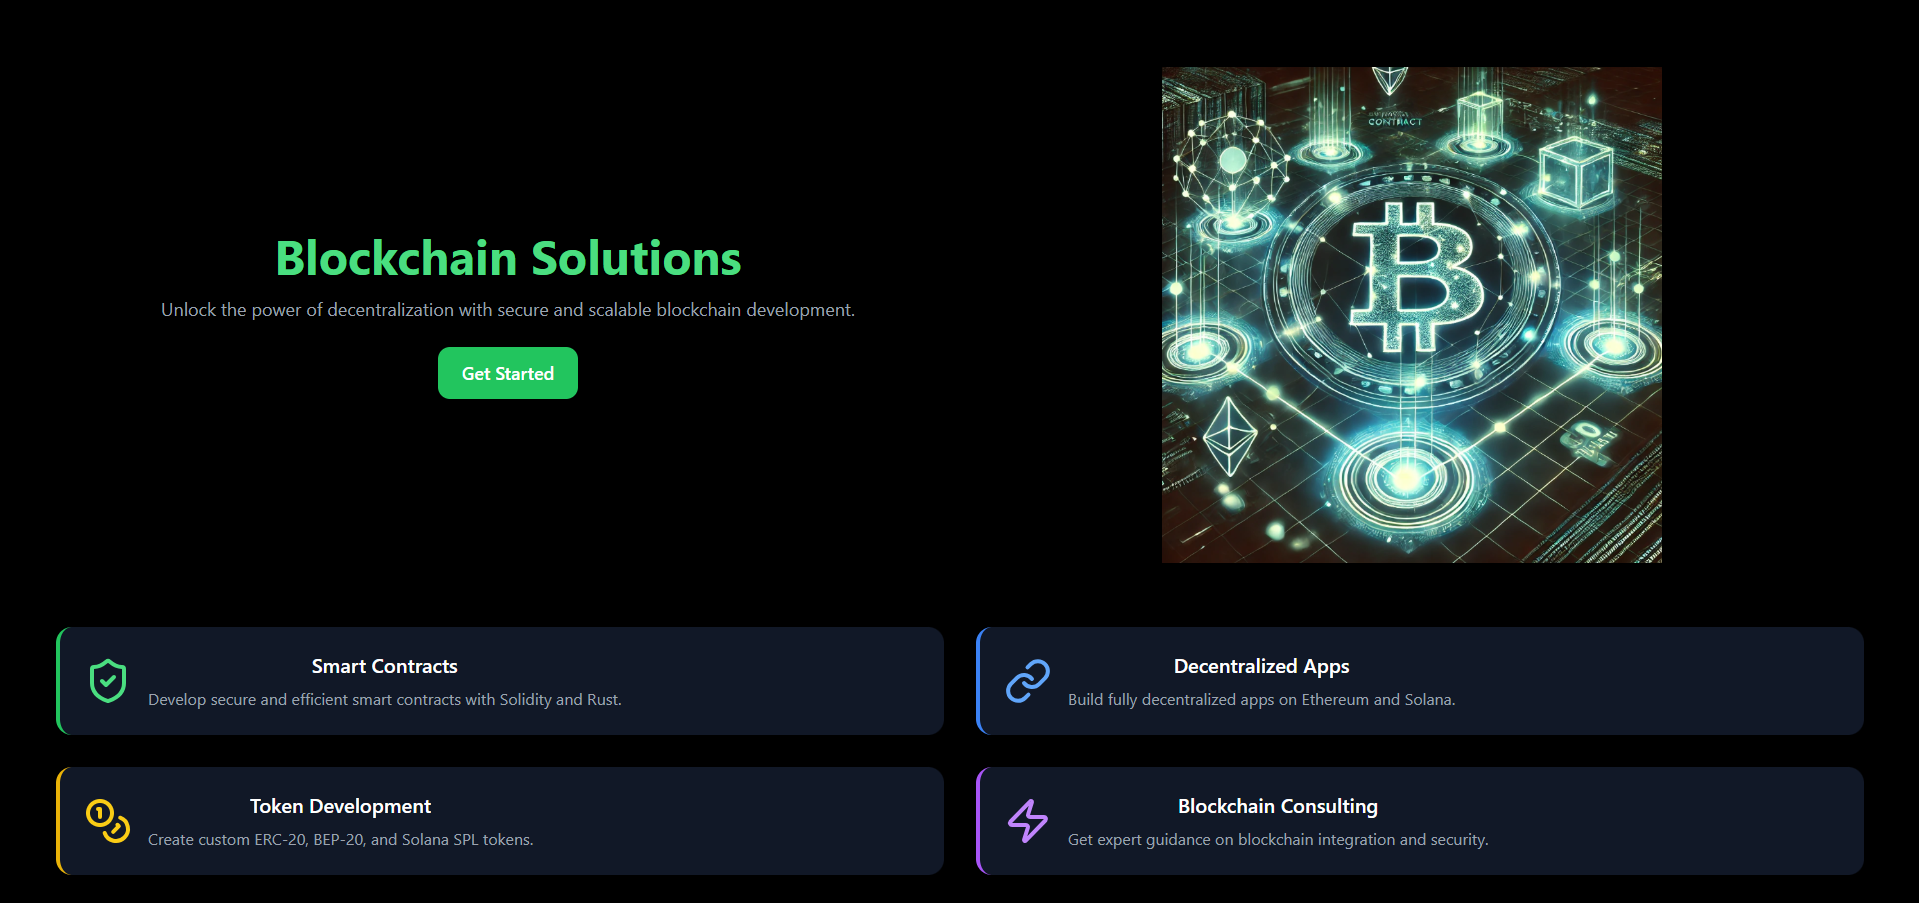 Blockchain Solutions
Unlock the power of decentralization with secure and scalable blockchain development.
Get Started
CONTRACT
Smart Contracts
Develop secure and efficient smart contracts with Solidity and Rust.
Decentralized Apps
Build fully decentralized apps on Ethereum and Solana.
Token Development
Create custom ERC-20, BEP-20, and Solana SPL tokens.
Blockchain Consulting
Get expert guidance on blockchain integration and security.